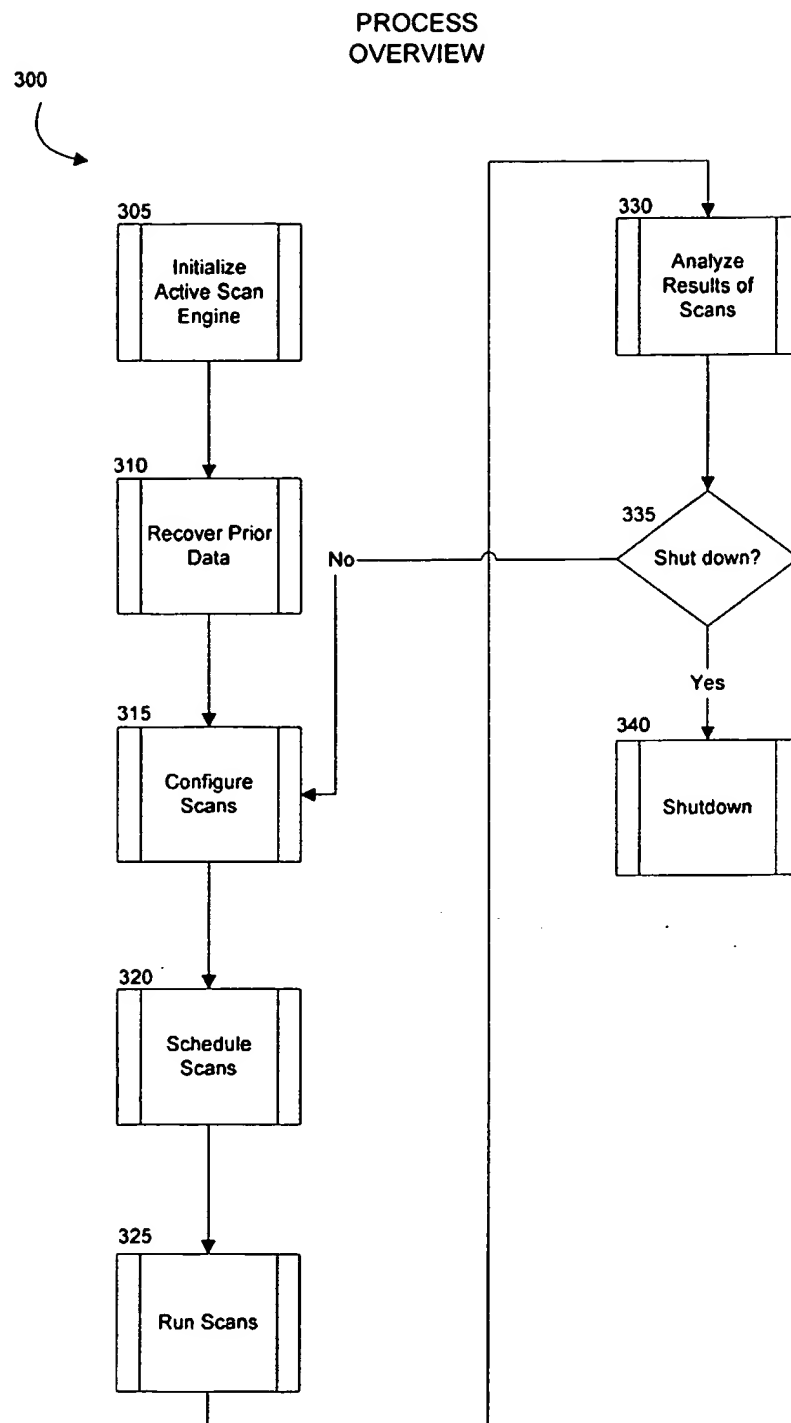 PROCESS
OVERVIEW
300
305
Initialize
Active Scan
Engine
310
Recover Prior
Data
315
Configure
Scans
320
Schedule
Scans
325
Run Scans
330
Analyze
Results of
Scans
335
Shut down?
No
Yes
340
Shutdown